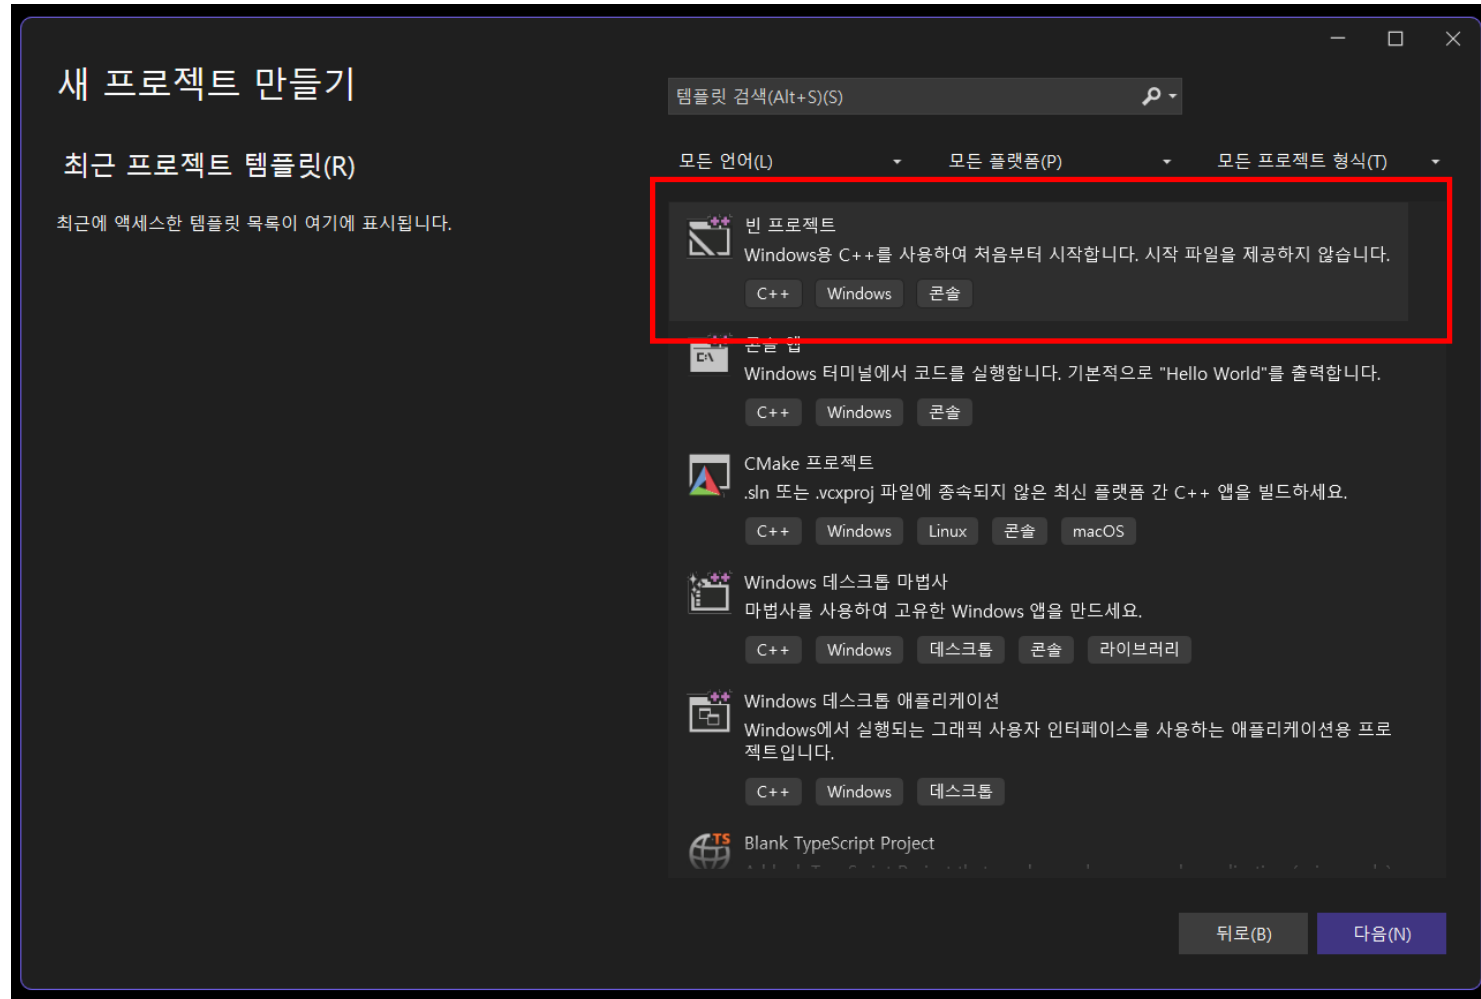 새 프로젝트 만들기
템플릿 검색(Alt+S)(S)
최근 프로젝트 템플릿(R)
모든 언어(L) 모든 플랫폼(P) 모든 프로젝트 형식(T)
최근에 액세스한 템플릿 목록이 여기에 표시됩니다.
빈 프로젝트
Windows용 C++를 사용하여 처음부터 시작합니다. 시작 파일을 제공하지 않습니다.
C++ Windows 콘솔
콘솔 앱
Windows 터미널에서 코드를 실행합니다. 기본적으로 "Hello World"를 출력합니다.
C++ Windows 콘솔
CMake 프로젝트
.sln 또는 .vcxproj 파일에 종속되지 않은 최신 플랫폼 간 C++ 앱을 빌드하세요.
C++ Windows Linux 콘솔 macOS
Windows 데스크톱 마법사
마법사를 사용하여 고유한 Windows 앱을 만드세요.
C++ Windows 데스크톱 콘솔 라이브러리
Windows 데스크톱 애플리케이션
Windows에서 실행되는 그래픽 사용자 인터페이스를 사용하는 애플리케이션용 프로
젝트입니다.
C++ Windows 데스크톱
Blank TypeScript Project
뒤로(B) 다음(N)